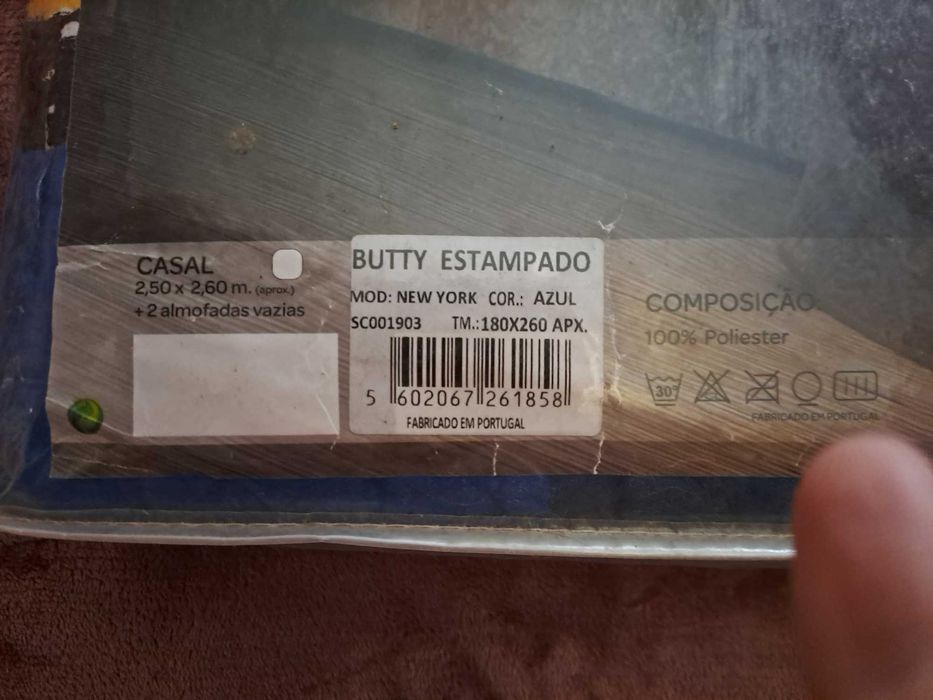 CASAL
2,50 x 2,60 m. (aprox.)
+ 2 almofadas vazias
BUTTY ESTAMPADO
MOD: NEW YORK COR.: AZUL
SC001903 TM.:180X260 APX.
5 602067 261858
FABRICADO EM PORTUGAL
COMPOSIÇÃO
100% Poliester
30°
FABRICADO EM PORTUGAL